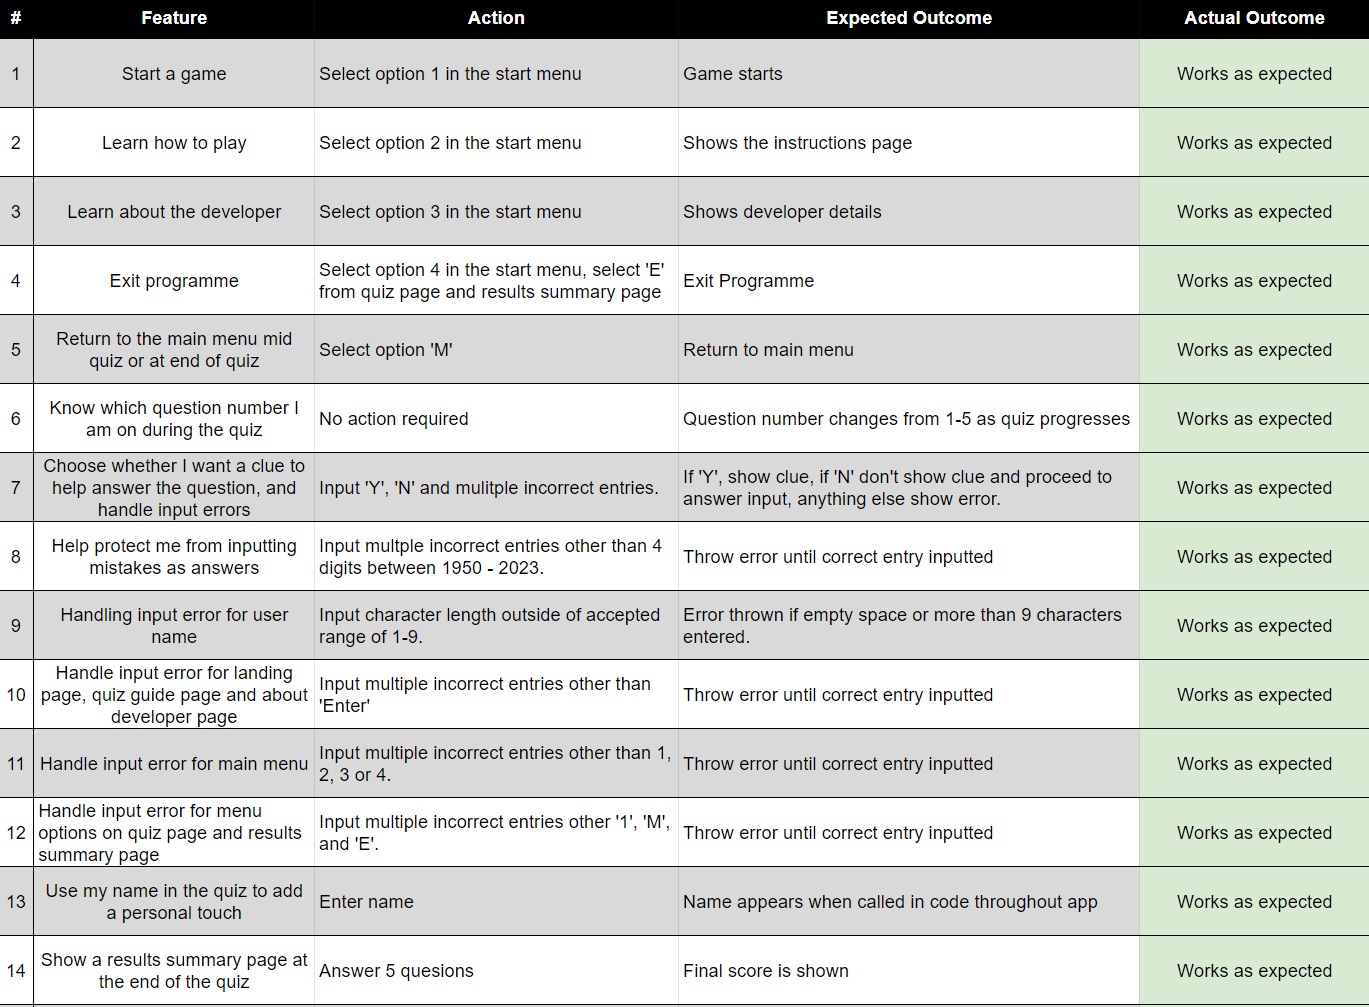 # Feature Action Expected Outcome Actual Outcome
1 Start a game Select option 1 in the start menu Game starts Works as expected
2 Learn how to play Select option 2 in the start menu Shows the instructions page Works as expected
3 Learn about the developer Select option 3 in the start menu Shows developer details Works as expected
4 Exit programme
Select option 4 in the start menu, select 'E'
from quiz page and results summary page
Exit Programme Works as expected
5
Return to the main menu mid
quiz or at end of quiz
Select option 'M' Return to main menu Works as expected
6
Know which question number I
am on during the quiz
No action required Question number changes from 1-5 as quiz progresses Works as expected
7
Choose whether I want a clue to
help answer the question, and
handle input errors
Input 'Y', 'N' and mulitple incorrect entries.
If 'Y', show clue, if 'N' don't show clue and proceed to
answer input, anything else show error.
Works as expected
8
Help protect me from inputting
mistakes as answers
Input multple incorrect entries other than 4
digits between 1950 - 2023.
Throw error until correct entry inputted Works as expected
9
Handling input error for user
name
Input character length outside of accepted
range of 1-9.
Error thrown if empty space or more than 9 characters
entered.
Works as expected
10
Handle input error for landing
page, quiz guide page and about
developer page
Input multiple incorrect entries other than
'Enter'
Throw error until correct entry inputted Works as expected
11 Handle input error for main menu
Input multiple incorrect entries other than 1,
2, 3 or 4.
Throw error until correct entry inputted Works as expected
12
Handle input error for menu
options on quiz page and results
summary page
Input multiple incorrect entries other '1', 'M',
and 'E'.
Throw error until correct entry inputted Works as expected
13
Use my name in the quiz to add
a personal touch
Enter name Name appears when called in code throughout app Works as expected
14
Show a results summary page at
the end of the quiz
Answer 5 quesions Final score is shown Works as expected